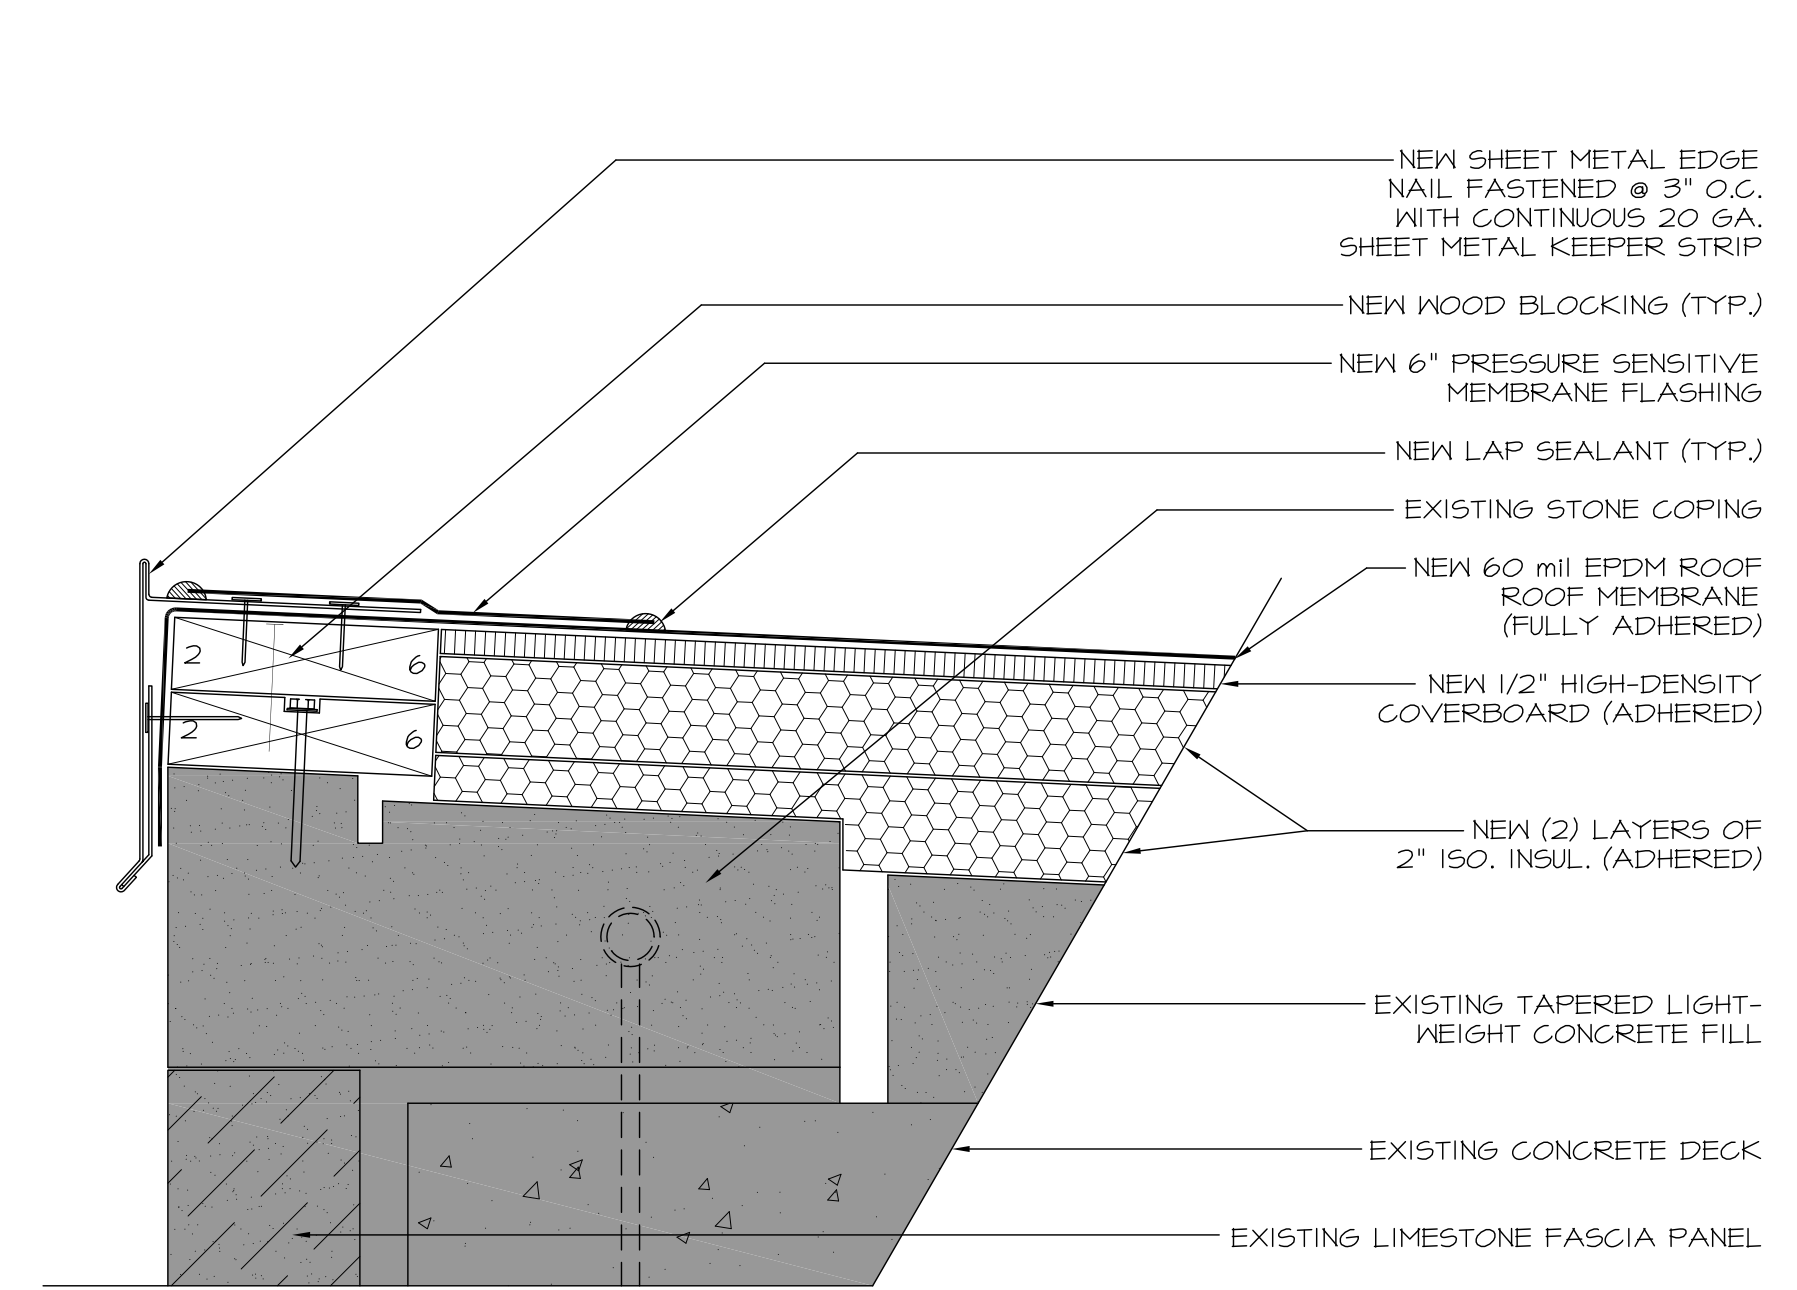 NEW SHEET METAL EDGE
NAIL FASTENED @ 3" O.C.
WITH CONTINUOUS 20 GA.
SHEET METAL KEEPER STRIP
NEW WOOD BLOCKING (TYP.)
NEW 6" PRESSURE SENSITIVE
MEMBRANE FLASHING
NEW LAP SEALANT (TYP.)
EXISTING STONE COPING
NEW 60 mil EPDM ROOF
ROOF MEMBRANE
(FULLY ADHERED)
2 6
NEW 1/2" HIGH-DENSITY
COVERBOARD (ADHERED)
2 6
NEW (2) LAYERS OF
2" ISO. INSUL. (ADHERED)
EXISTING TAPERED LIGHT-
WEIGHT CONCRETE FILL
EXISTING CONCRETE DECK
EXISTING LIMESTONE FASCIA PANEL